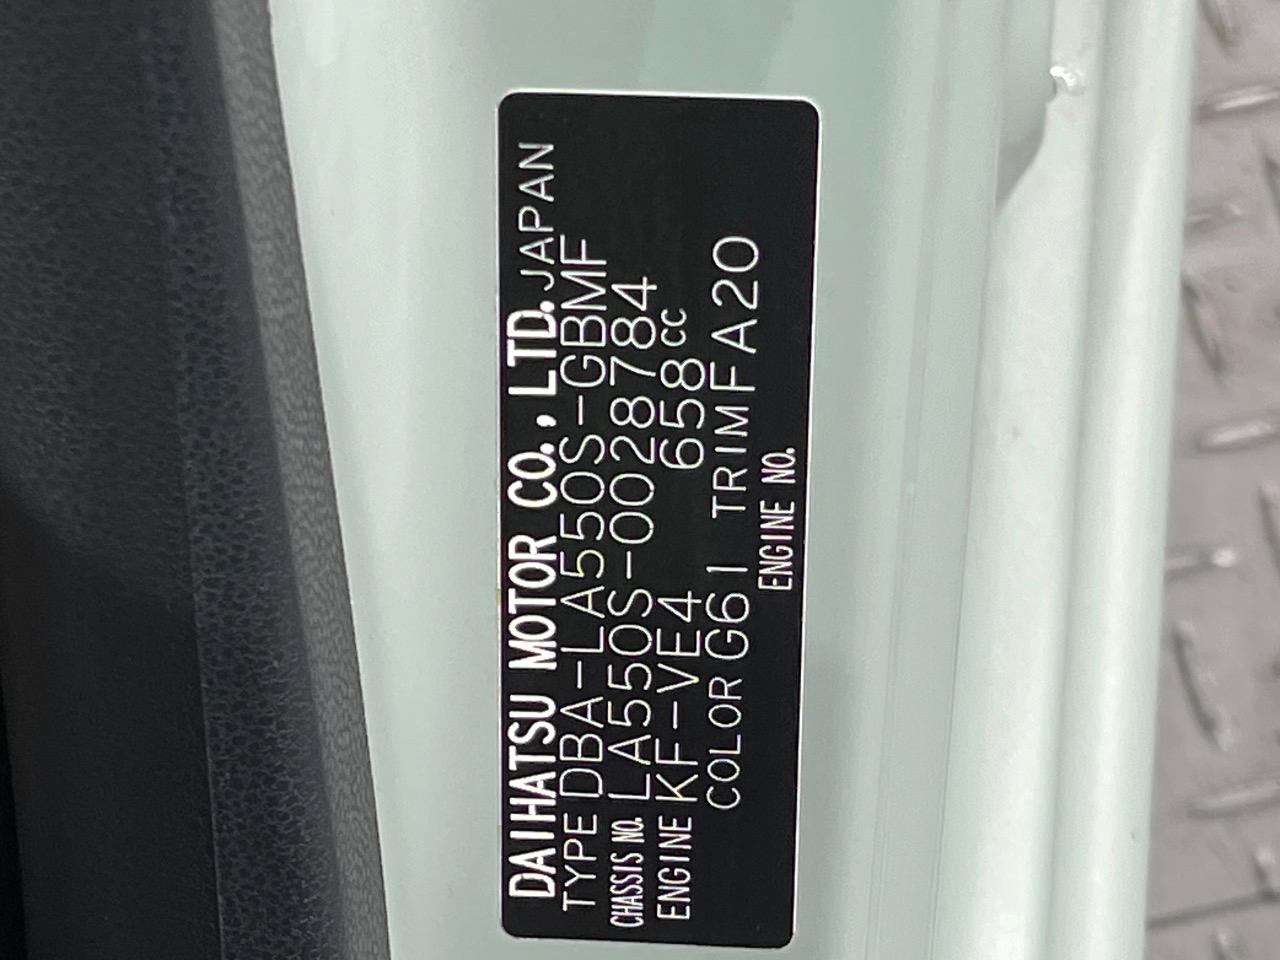 DAIHATSU MOTOR CO., LTD. JAPAN
TYPE DBA-LA550S-GBMF
CHASSIS NO. LA550S-0028784
ENGINE KF-VE4 658cc
COLOR G61 TRIM FA20
ENGINE NO.